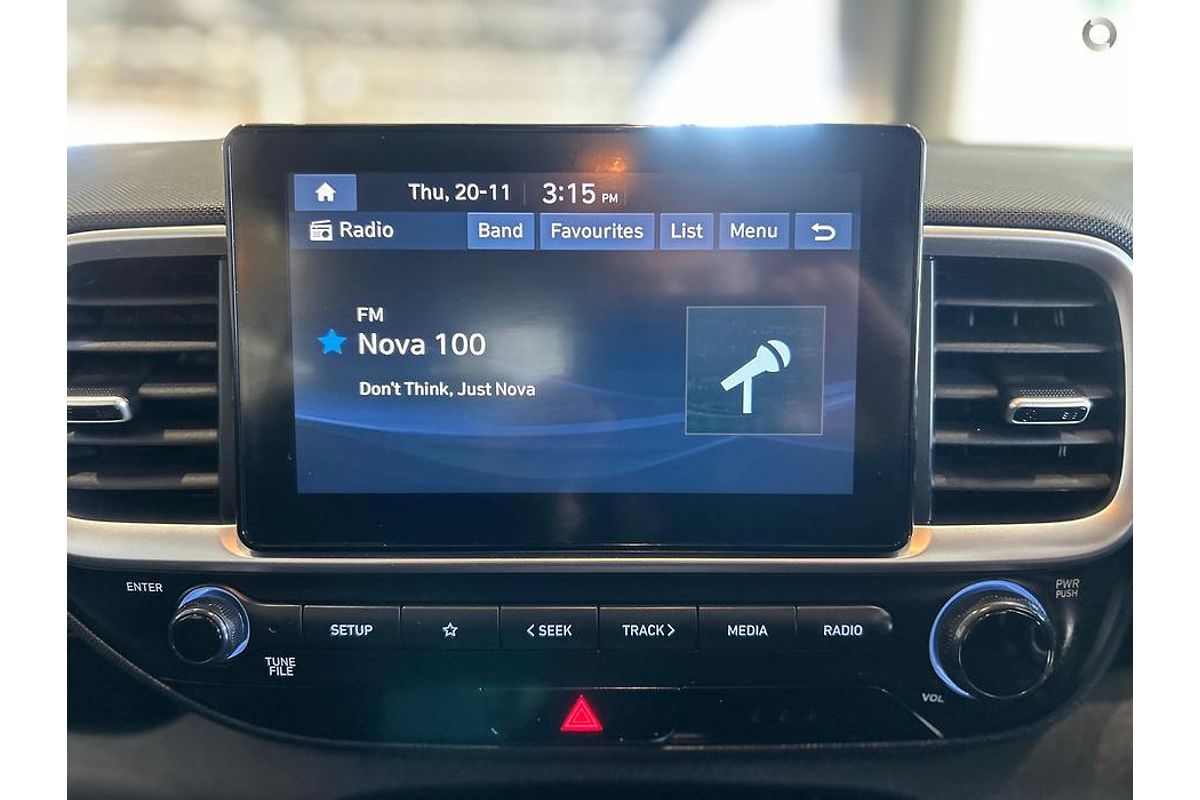 Thu, 20-11 3:15 PM
Radio Band Favourites List Menu
FM
Nova 100
Don't Think, Just Nova
ENTER
PWR
PUSH
SETUP ☆ <SEEK TRACK> MEDIA RADIO
TUNE
FILE
VOL